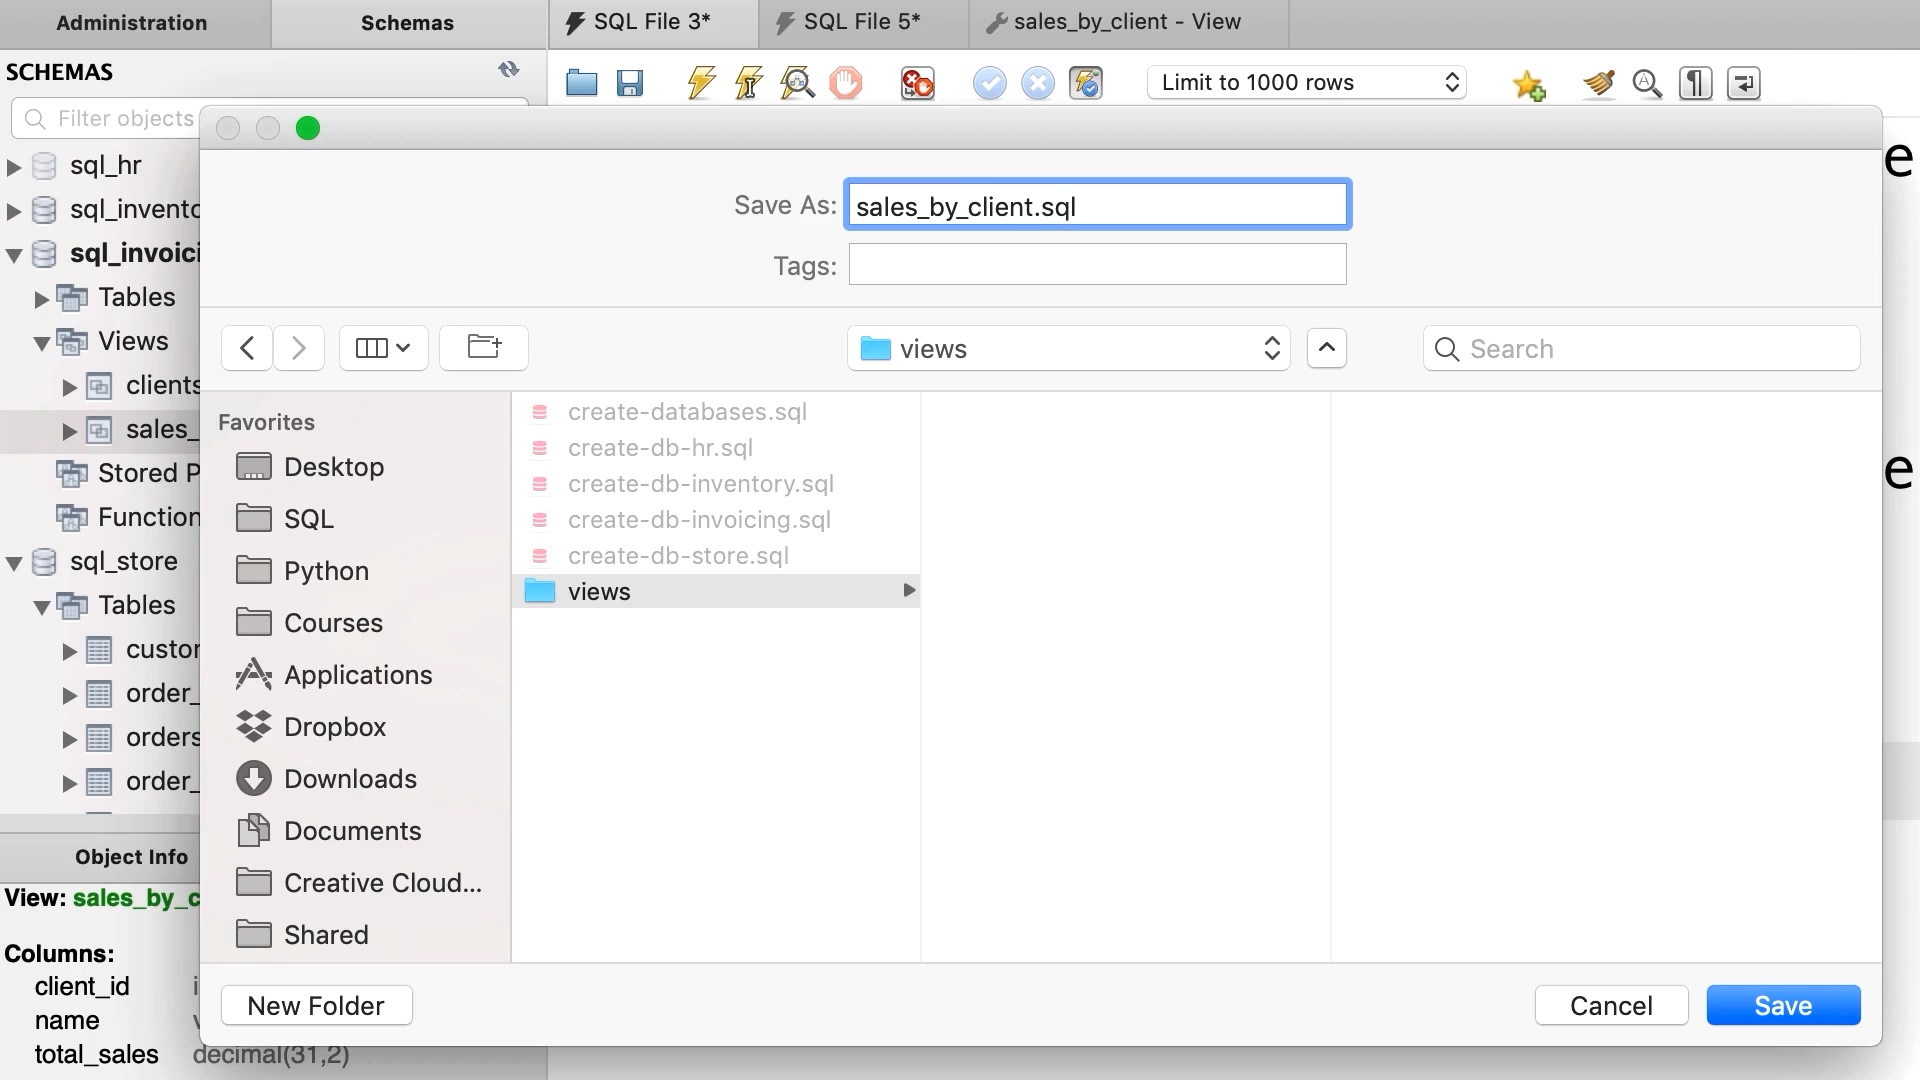 Administration
Schemas
SQL File 3*
SQL File 5*
sales_by_client - View
SCHEMAS
Limit to 1000 rows
Filter objects
sql_hr
sql_invento
sql_invoici
Tables
Views
clients
sales_
Stored P
Function
sql_store
Tables
custor
order_
orders
order_
Object Info
View: sales_by_c
Columns:
client_id
name
total_sales decimal(31,2)
e
e
Save As: sales_by_client.sql
Tags:
views
Search
Favorites
Desktop
SQL
Python
Courses
Applications
Dropbox
Downloads
Documents
Creative Cloud...
Shared
create-databases.sql
create-db-hr.sql
create-db-inventory.sql
create-db-invoicing.sql
create-db-store.sql
views
New Folder
Cancel
Save